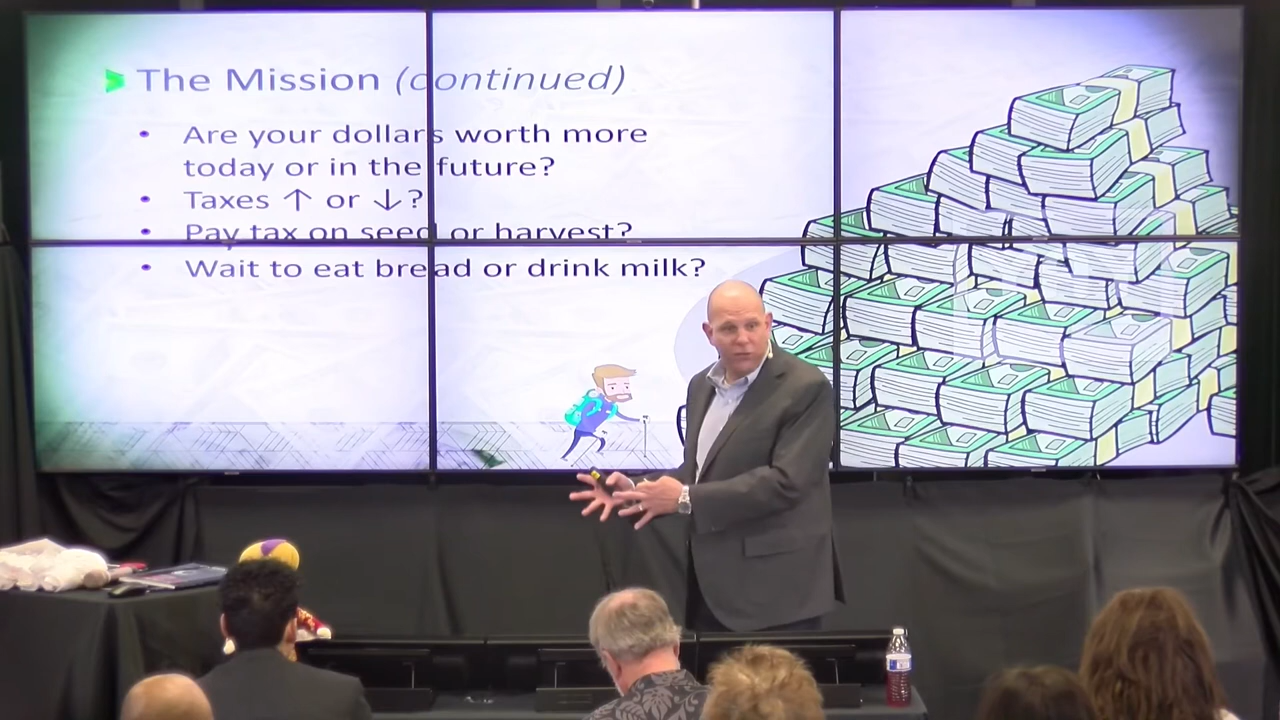 The Mission (continued)
• Are your dollars worth more
today or in the future?
• Taxes ↑ or ↓?
• Pay tax on seed or harvest?
• Wait to eat bread or drink milk?